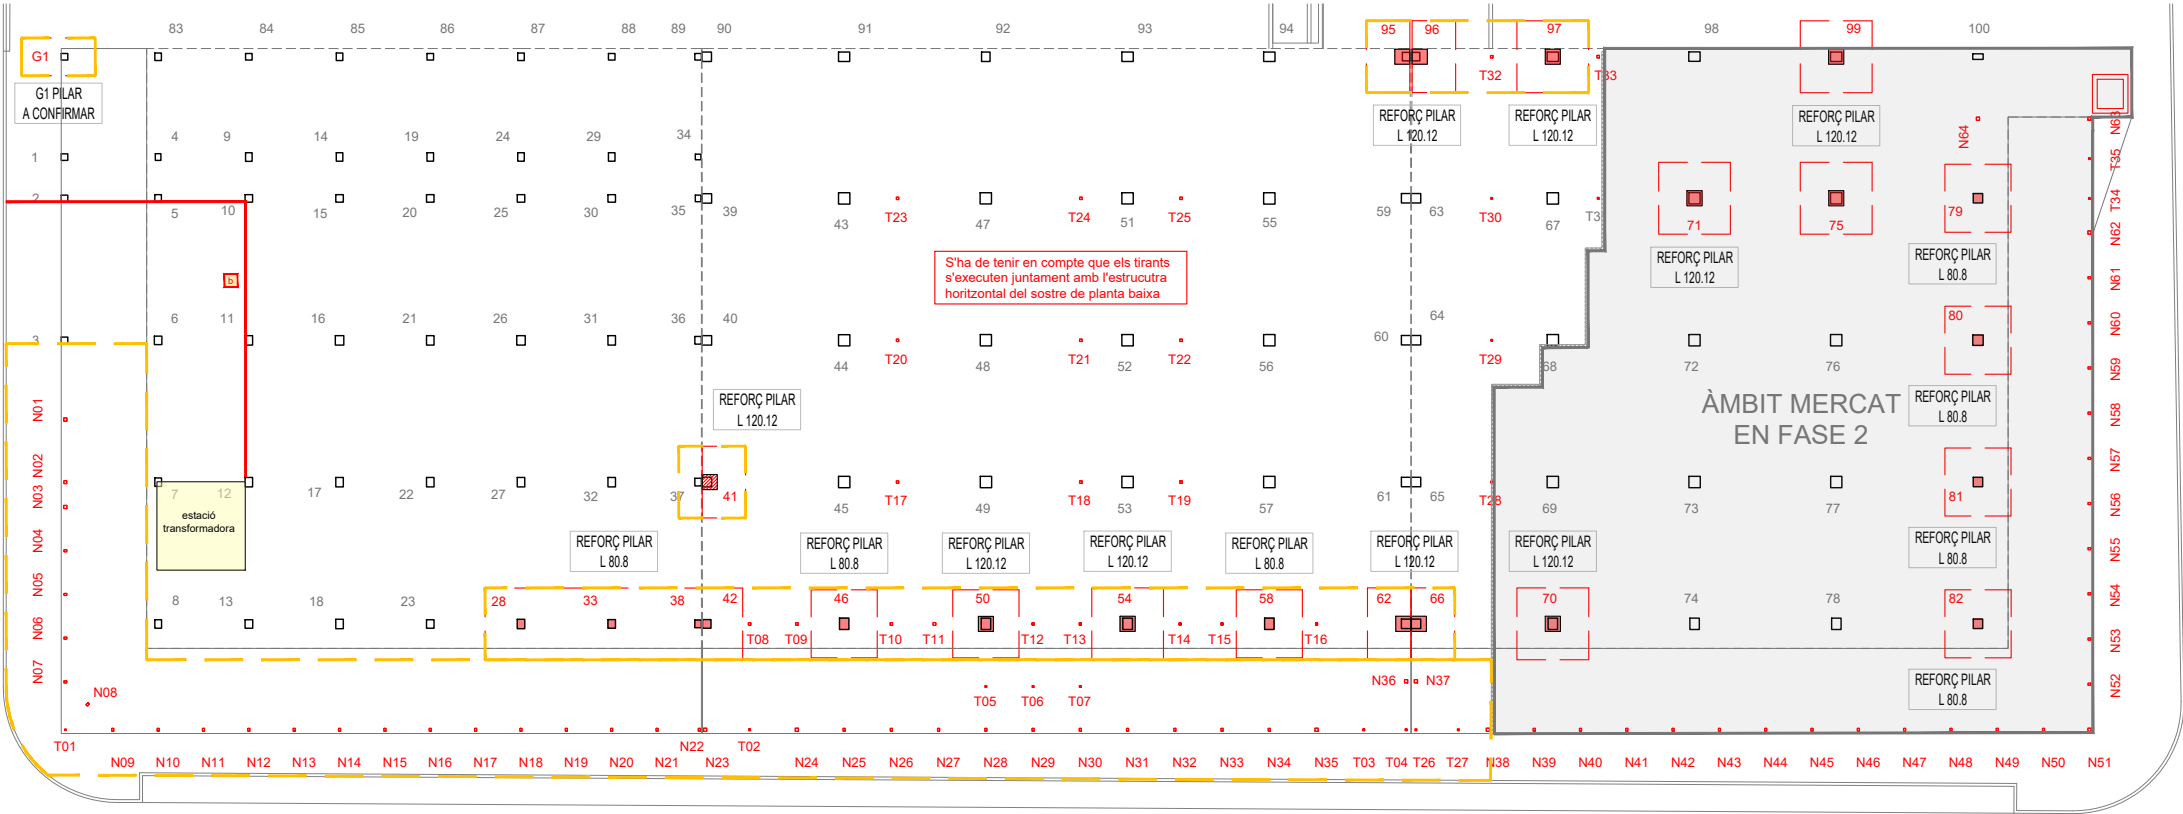 83 84 85 86 87 88 89 90 91 92 93 94 95 96 97 98 99 100
G1
T32 T33
G1 PILAR
A CONFIRMAR
REFORÇ PILAR
L 120.12
REFORÇ PILAR
L 120.12
REFORÇ PILAR
L 120.12
N63
N64
4 9 14 19 24 29 34
1
T35
2
T34
5 10 15 20 25 30 35 39 43 T23 47 T24 51 T25 55 59 63 T30 67 T3 71 75 79
N62
S'ha de tenir en compte que els tirants
s'executen juntament amb l'estrucutra
horitzontal del sostre de planta baixa
REFORÇ PILAR
L 120.12
REFORÇ PILAR
L 80.8
b
N61
6 11 16 21 26 31 36 40 60 64 80
N60
3
44 T20 48 T21 52 T22 56 T29 68 72 76
N59
REFORÇ PILAR
L 120.12
REFORÇ PILAR
L 80.8
ÀMBIT MERCAT
EN FASE 2
N01
N58
N02
N57
7 12 17 22 27 32 37 41 T17 T18 T19 61 65 T28 81
N03
N56
45 49 53 57 69 73 77
estació
transformadora
REFORÇ PILAR
L 80.8
REFORÇ PILAR
L 80.8
REFORÇ PILAR
L 120.12
REFORÇ PILAR
L 120.12
REFORÇ PILAR
L 80.8
REFORÇ PILAR
L 120.12
REFORÇ PILAR
L 120.12
REFORÇ PILAR
L 80.8
N04
N55
N05
N54
8 13 18 23 28 33 38 42 46 50 54 58 62 66 70 74 78 82
N06
T08 T09 T10 T11 T12 T13 T14 T15 T16
N53
N07
N36 N37
REFORÇ PILAR
L 80.8
N52
N08
T05 T06 T07
T01 N22 T02
N09 N10 N11 N12 N13 N14 N15 N16 N17 N18 N19 N20 N21 N23 N24 N25 N26 N27 N28 N29 N30 N31 N32 N33 N34 N35 T03 T04 T26 T27 N38 N39 N40 N41 N42 N43 N44 N45 N46 N47 N48 N49 N50 N51